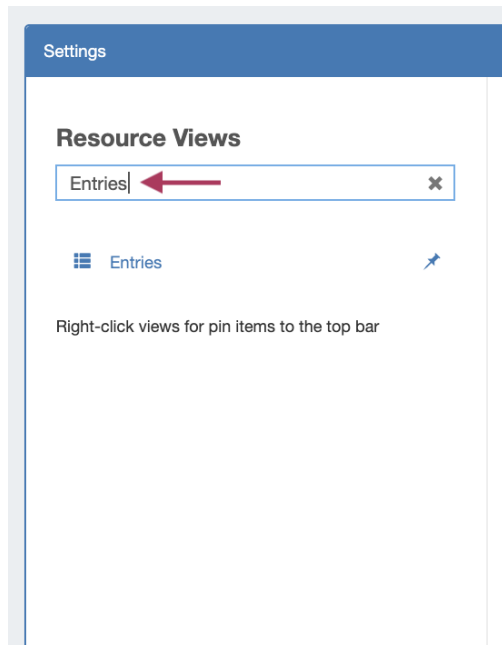 Settings
Resource Views
Entries
Entries
Right-click views for pin items to the top bar